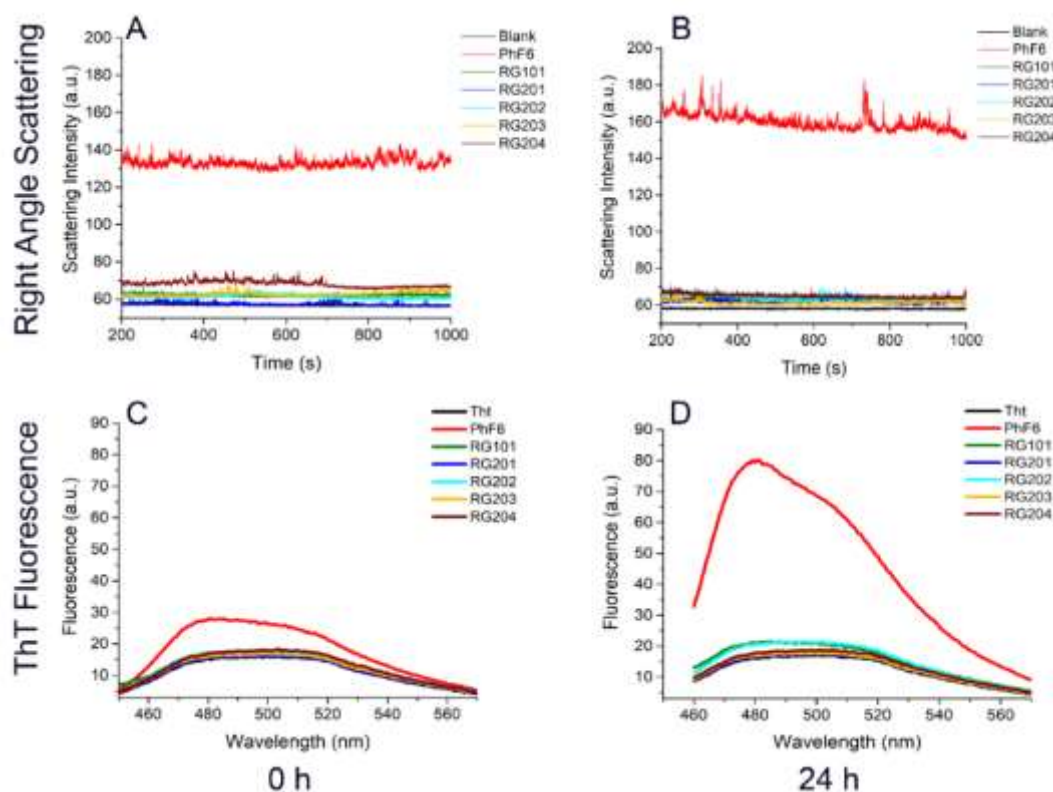 Right Angle Scattering
A
Scattering Intensity (a.u.)
200
180
160
140
120
100
80
60
200 400 600 800 1000
Time (s)
Blank
PhF6
RG101
RG201
RG202
RG203
RG204
B
Scattering Intensity (a.u.)
200
180
160
140
120
100
80
60
200 400 600 800 1000
Time (s)
Blank
PhF6
RG101
RG201
RG202
RG203
RG204
ThT Fluorescence
C
Fluorescence (a.u.)
90
80
70
60
50
40
30
20
10
460 480 500 520 540 560
Wavelength (nm)
Tht
PhF6
RG101
RG201
RG202
RG203
RG204
0 h
D
Fluorescence (a.u.)
90
80
70
60
50
40
30
20
10
460 480 500 520 540 560
Wavelength (nm)
Tht
PhF6
RG101
RG201
RG202
RG203
RG204
24 h